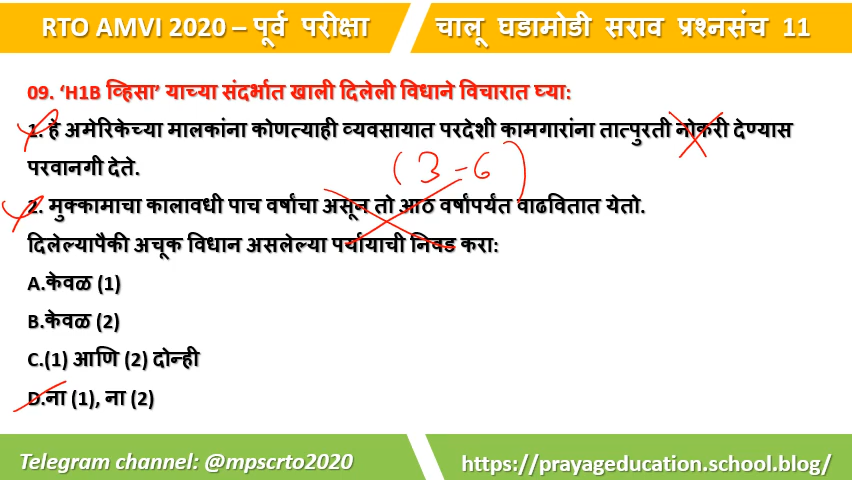 RTO AMVI 2020 – पूर्व परीक्षा
चालू घडामोडी सराव प्रश्नसंच 11
09. ‘H1B व्हिसा’ याच्या संदर्भात खाली दिलेली विधाने विचारात घ्या:
1. हे अमेरिकेच्या मालकांना कोणत्याही व्यवसायात परदेशी कामगारांना तात्पुरती नोकरी देण्यास
परवानगी देते.
(3-6)
2. मुक्कामाचा कालावधी पाच वर्षाचा असून तो आठ वर्षांपर्यंत वाढवितात येतो.
दिलेल्यापैकी अचूक विधान असलेल्या पर्यायाची निवड करा:
A.केवळ (1)
B.केवळ (2)
C.(1) आणि (2) दोन्ही
D.ना (1), ना (2)
Telegram channel: @mpscrto2020
https://prayageducation.school.blog/